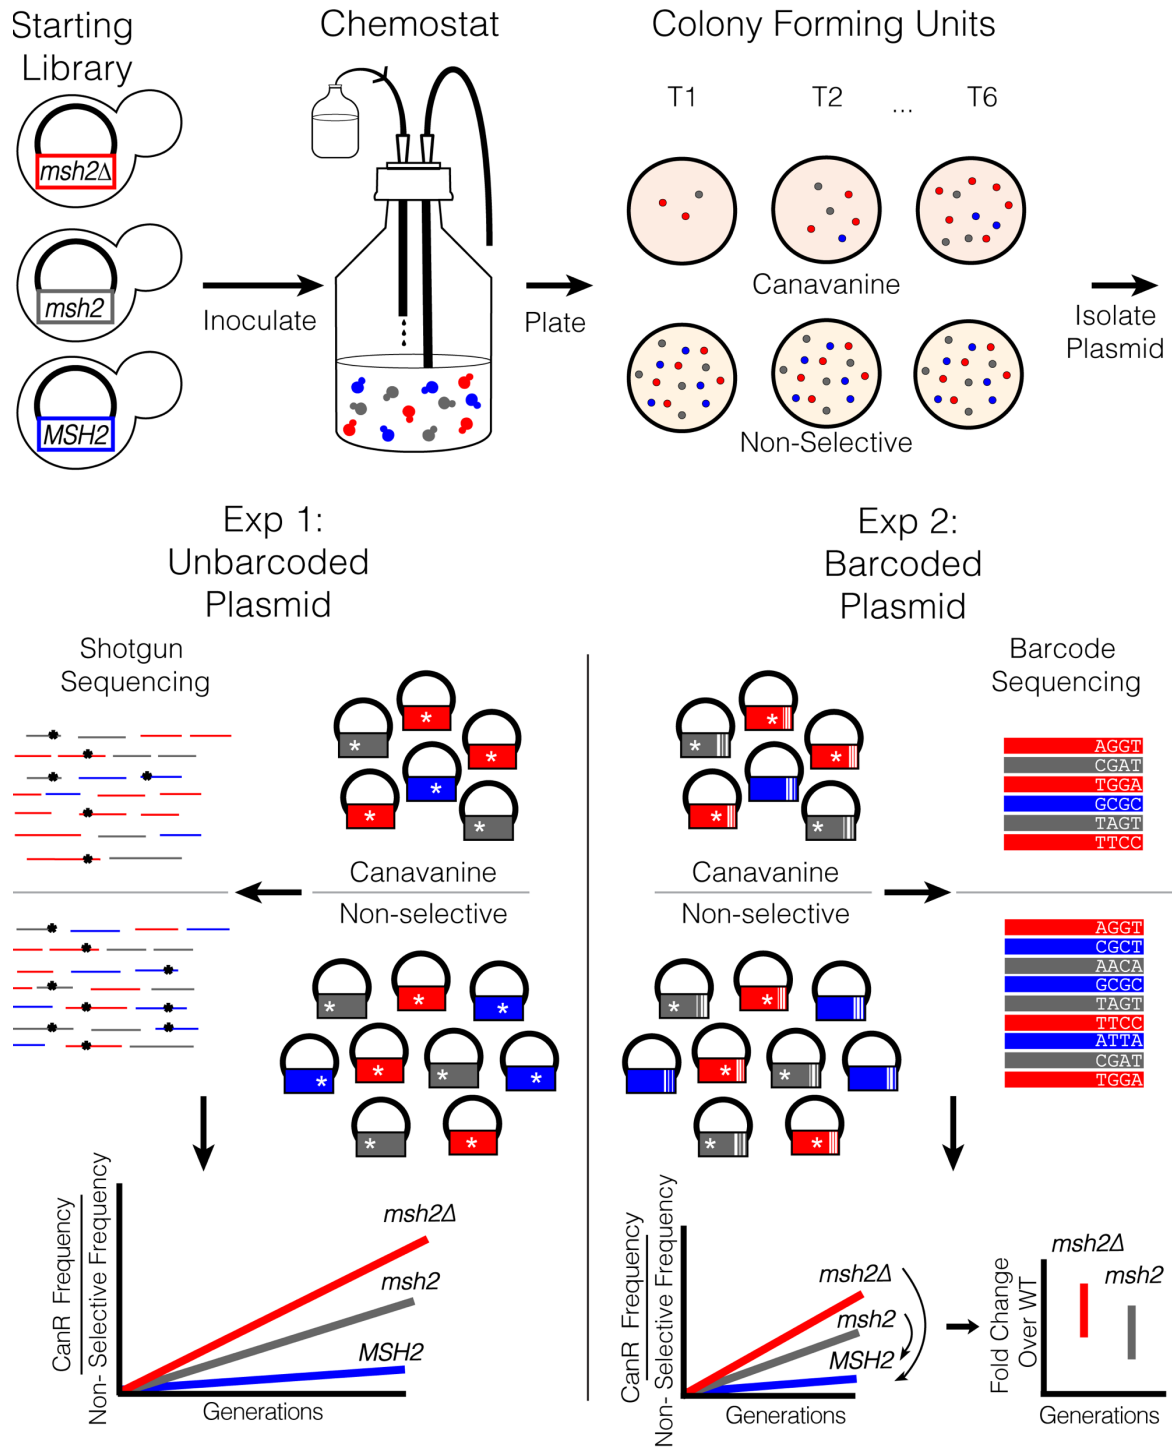 Starting
Library
Chemostat
Colony Forming Units
T1
T2
...
T6
msh2Δ
msh2
MSH2
Inoculate
Plate
Canavanine
Non-Selective
Isolate
Plasmid
Exp 1:
Unbarcoded
Plasmid
Shotgun
Sequencing
*
*
*
*
*
*
Canavanine
Non-selective
*
*
*
*
*
*
*
*
*
CanR Frequency
Non- Selective Frequency
msh2Δ
msh2
MSH2
Generations
Exp 2:
Barcoded
Plasmid
Barcode
Sequencing
*
*
*
*
*
AGGT
CGAT
TGGA
GCGC
TAGT
TTCC
Canavanine
Non-selective
*
*
*
*
*
*
AGGT
CGCT
AACA
GCGC
TAGT
TTCC
ATTA
CGAT
TGGA
CanR Frequency
Non- Selective Frequency
msh2Δ
msh2
MSH2
Generations
Fold Change
Over WT
msh2Δ
msh2
Generations